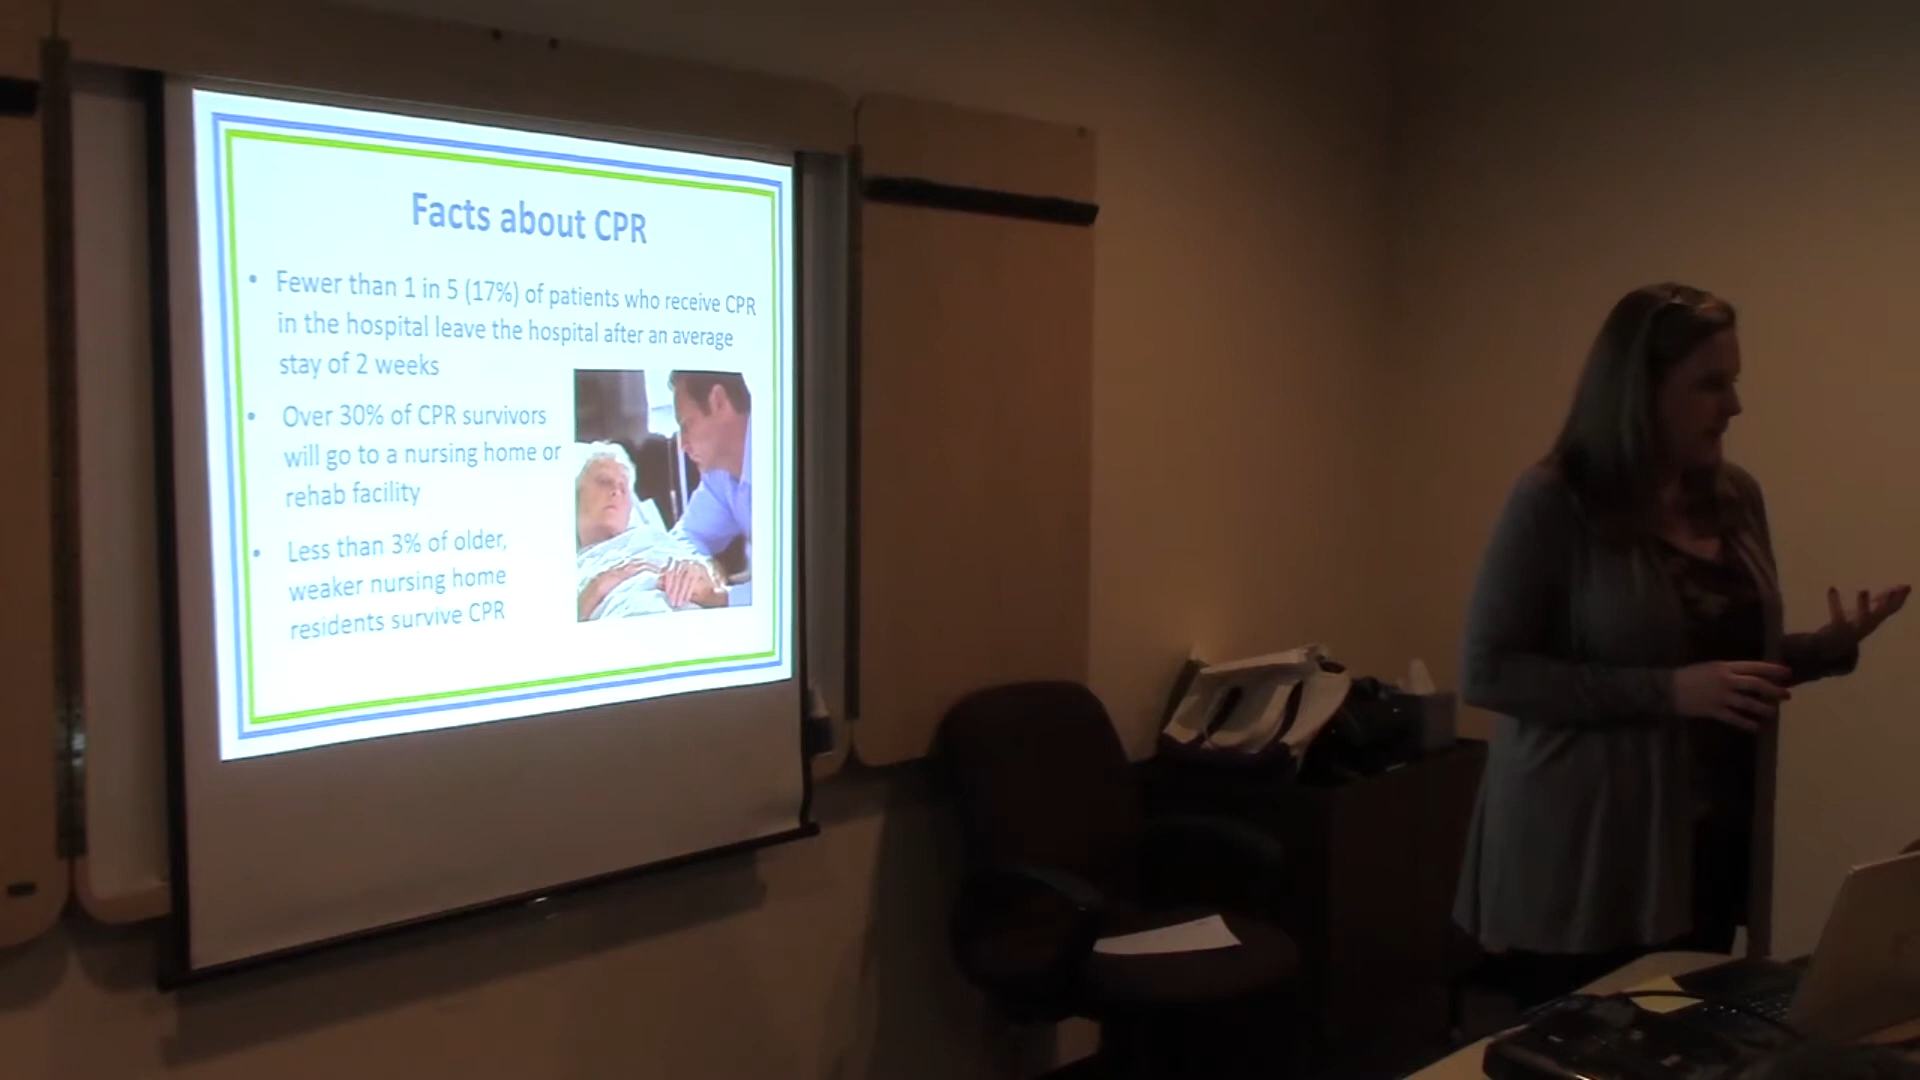 Facts about CPR
• Fewer than 1 in 5 (17%) of patients who receive CPR
in the hospital leave the hospital after an average
stay of 2 weeks
• Over 30% of CPR survivors
will go to a nursing home or
rehab facility
• Less than 3% of older,
weaker nursing home
residents survive CPR